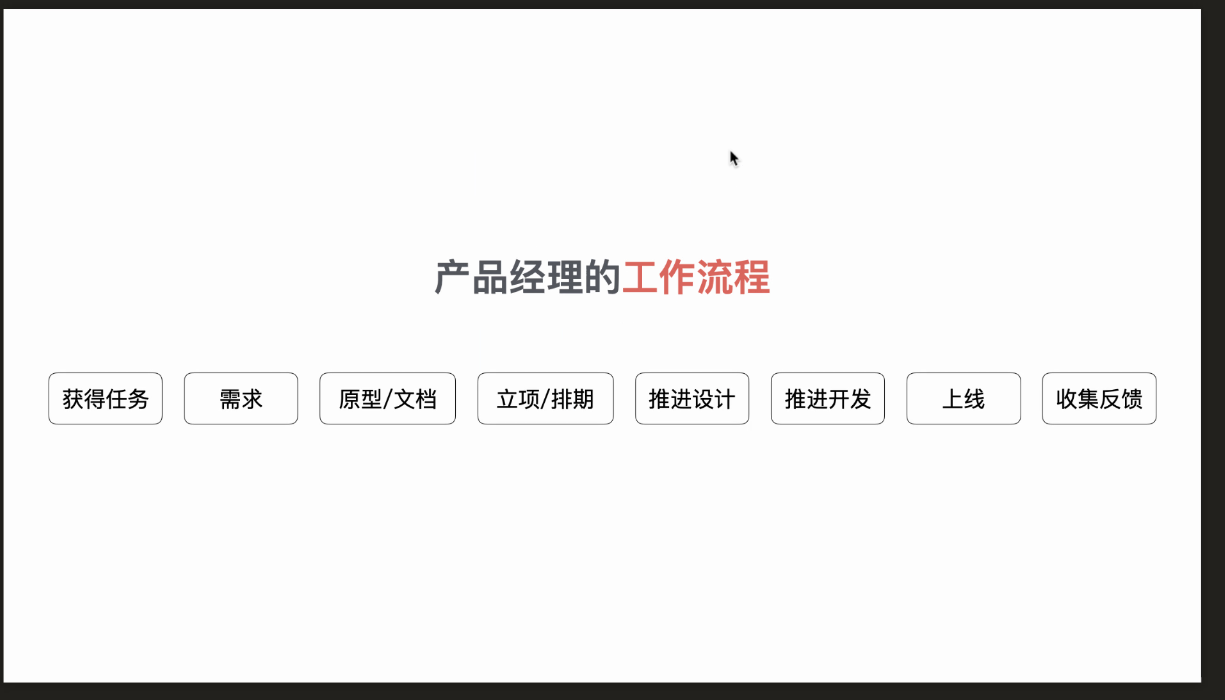 产品经理的工作流程
获得任务 需求 原型/文档 立项/排期 推进设计 推进开发 上线 收集反馈